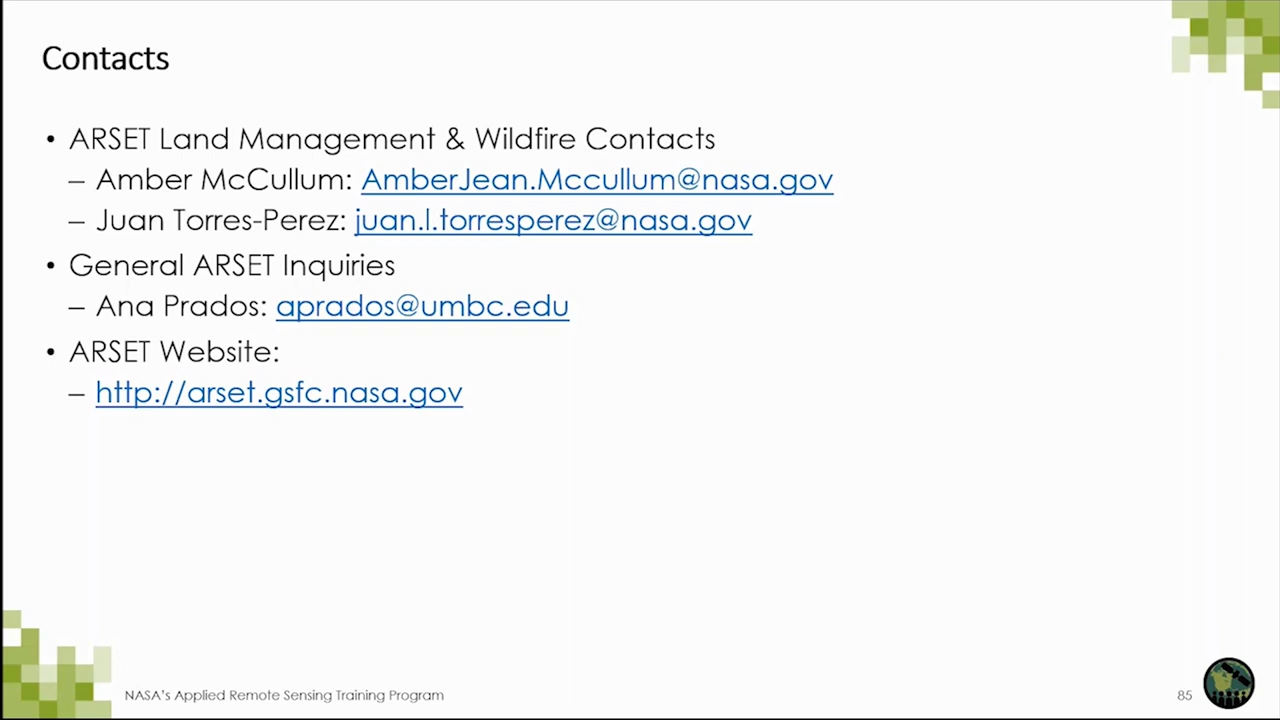 Contacts
• ARSET Land Management & Wildfire Contacts
– Amber McCullum: AmberJean.Mccullum@nasa.gov
– Juan Torres-Perez: juan.l.torresperez@nasa.gov
• General ARSET Inquiries
– Ana Prados: aprados@umbc.edu
• ARSET Website:
– http://arset.gsfc.nasa.gov
NASA's Applied Remote Sensing Training Program
85